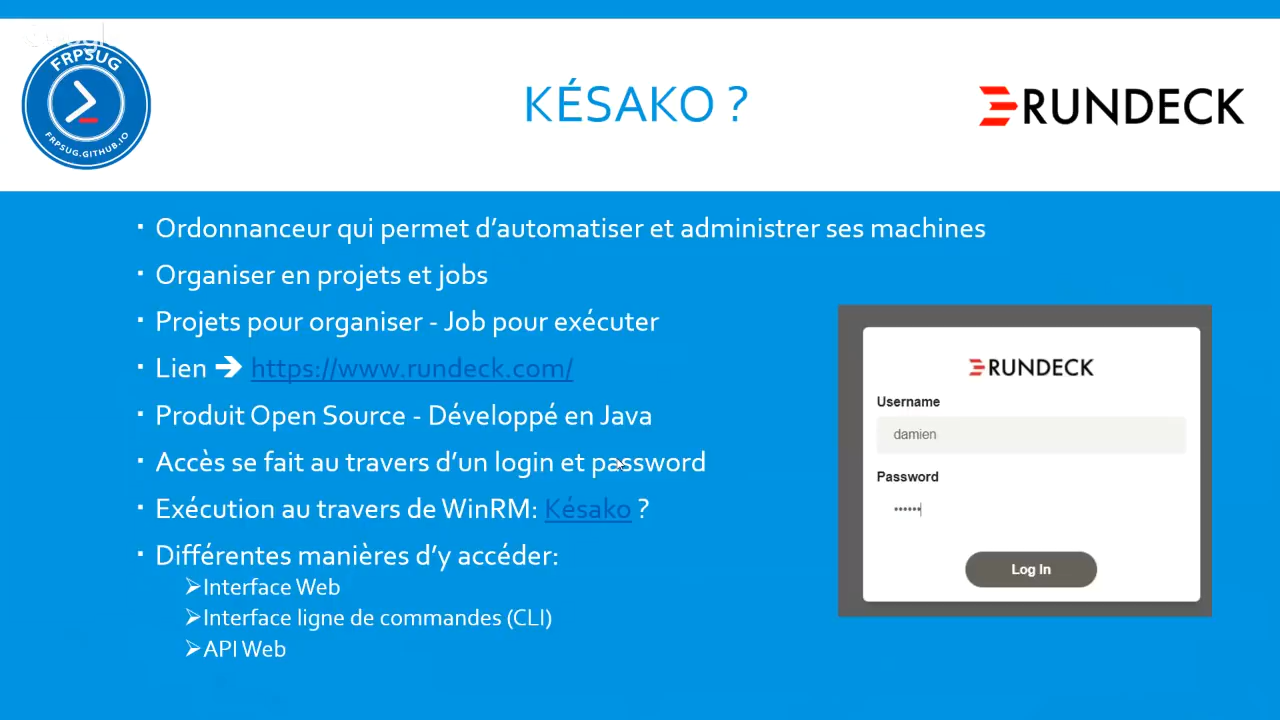 FRPSUG
FRPSUG.GITHUB.IO
KÉSAKO ?
RUNDECK
Ordonnanceur qui permet d’automatiser et administrer ses machines
Organiser en projets et jobs
Projets pour organiser - Job pour exécuter
Lien ➔ https://www.rundeck.com/
Produit Open Source - Développé en Java
Accès se fait au travers d’un login et password
Exécution au travers de WinRM: Késako ?
Différentes manières d’y accéder:
Interface Web
Interface ligne de commandes (CLI)
API Web
RUNDECK
Username
damien
Password
••••••
Log In